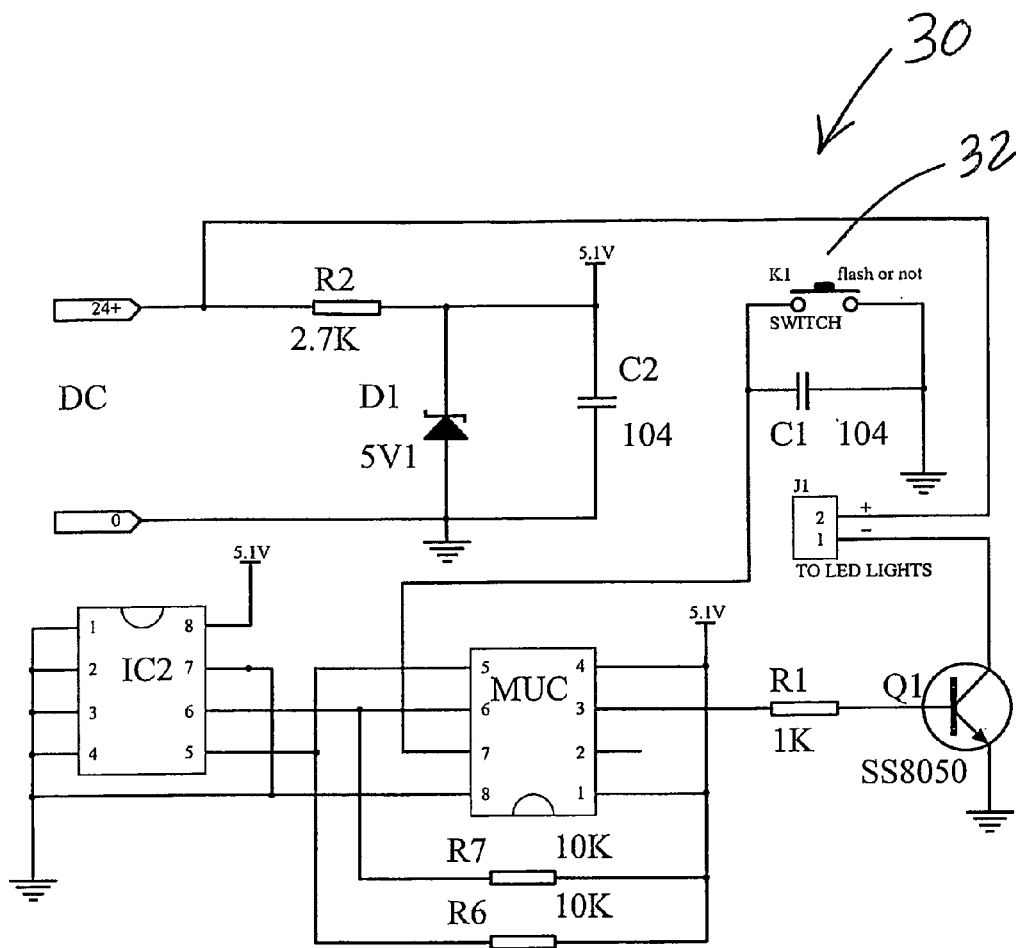 30
32
5.1V
R2
K1 flash or not
24+
2.7K
SWITCH
DC
D1
C2
5V1
104
C1 104
J1
0
2 +
1 −
5.1V
TO LED LIGHTS
5.1V
1 8
2 IC2 7
3 6
4 5
5 MUC 4
6 3
7 2
8 1
R1
1K
Q1
SS8050
R7 10K
R6 10K